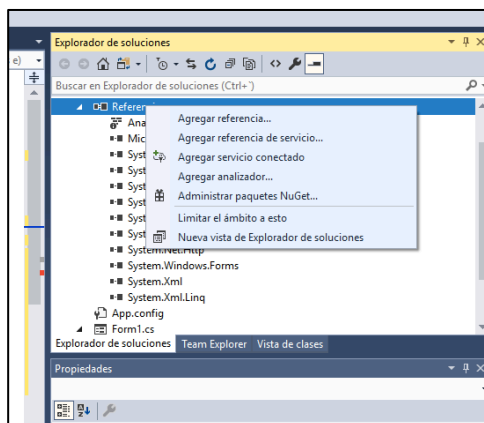 Explorador de soluciones
e)
Buscar en Explorador de soluciones (Ctrl+¨)
Agregar referencia...
Agregar referencia de servicio...
Agregar servicio conectado
Agregar analizador...
Administrar paquetes NuGet...
Limitar el ámbito a esto
Nueva vista de Explorador de soluciones
Referenci
Ana
Mic
Syst
Syst
Syst
Syst
Syst
Syst
System.Net.Http
System.Windows.Forms
System.Xml
System.Xml.Linq
App.config
Form1.cs
Explorador de soluciones Team Explorer Vista de clases
Propiedades